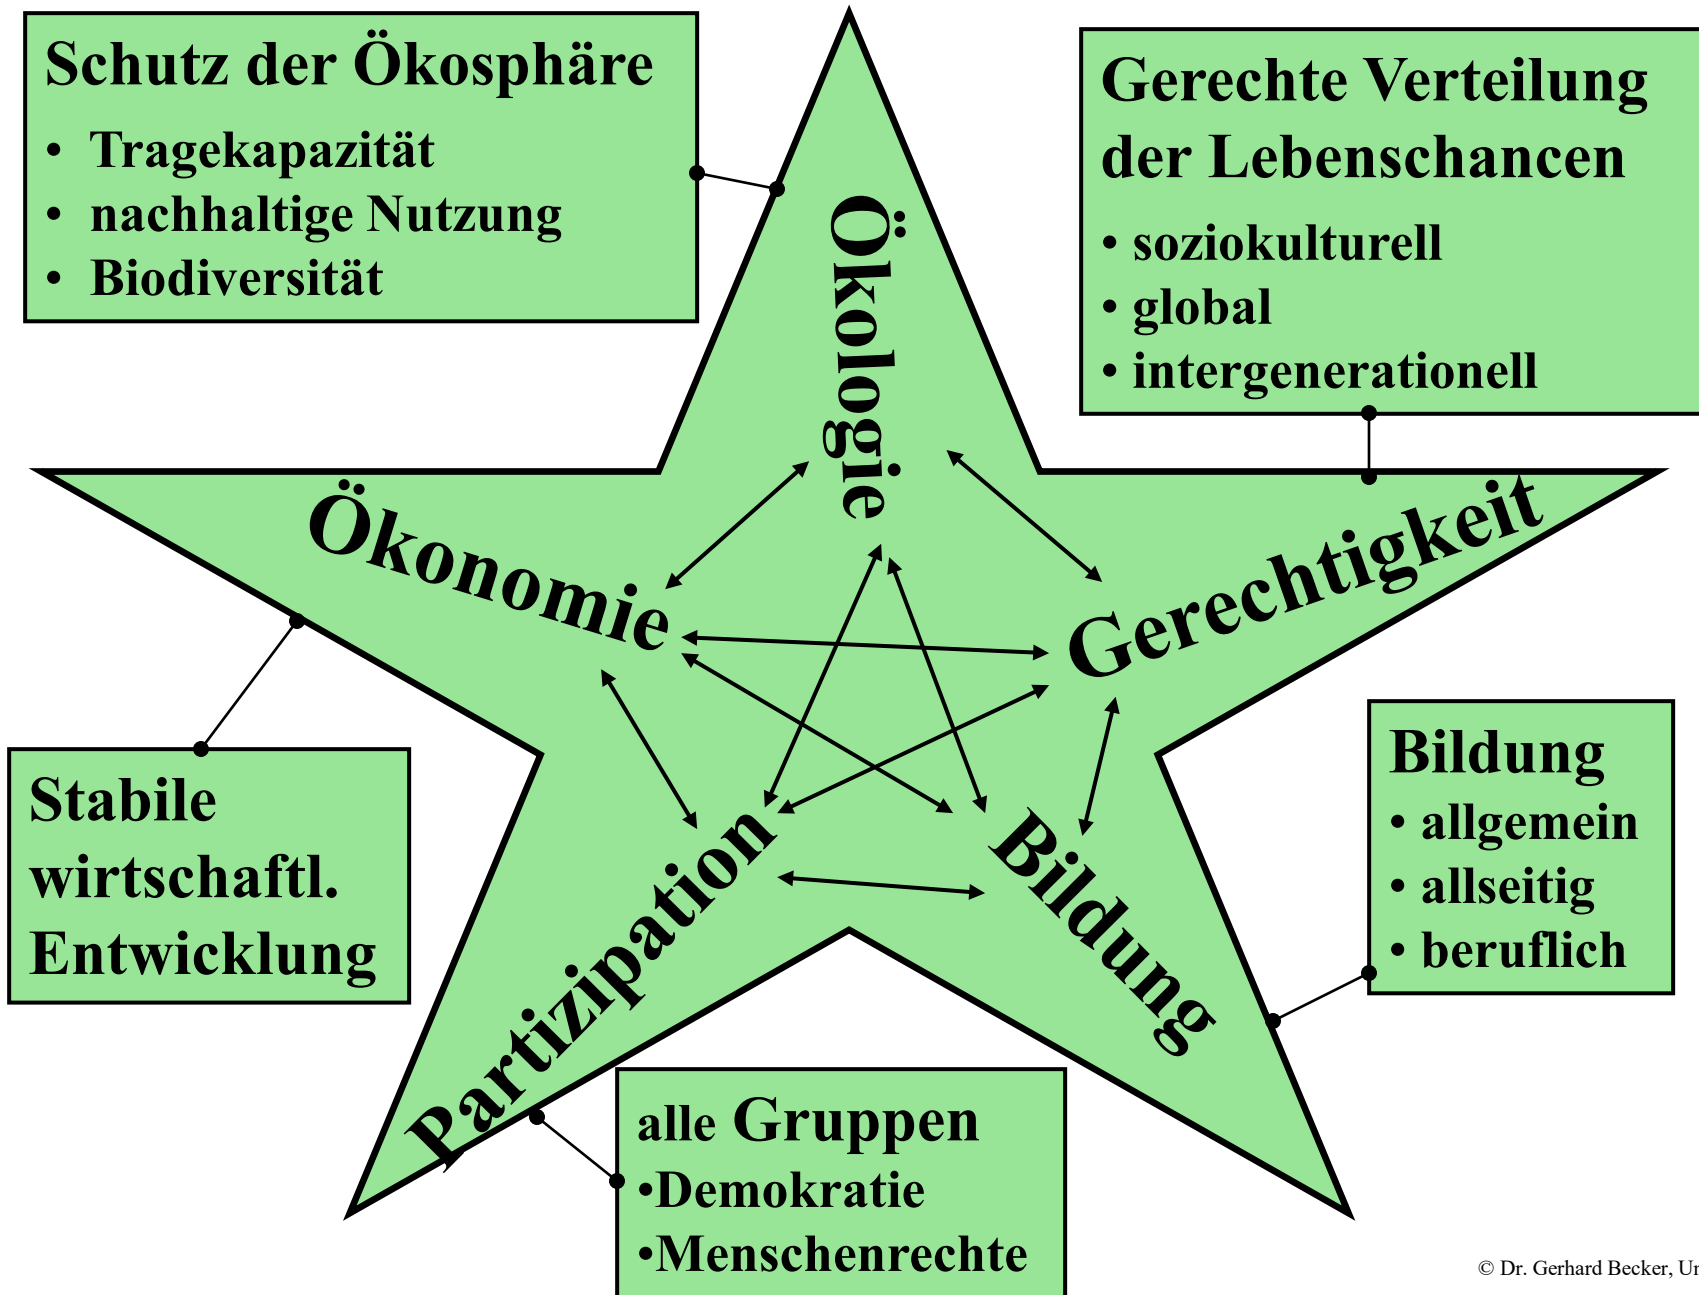 Schutz der Ökosphäre
• Tragekapazität
• nachhaltige Nutzung
• Biodiversität
Gerechte Verteilung
der Lebenschancen
• soziokulturell
• global
• intergenerationell
Ökologie
Ökonomie
Gerechtigkeit
Partizipation
Bildung
Stabile
wirtschaftl.
Entwicklung
Bildung
• allgemein
• allseitig
• beruflich
alle Gruppen
•Demokratie
•Menschenrechte
© Dr. Gerhard Becker,